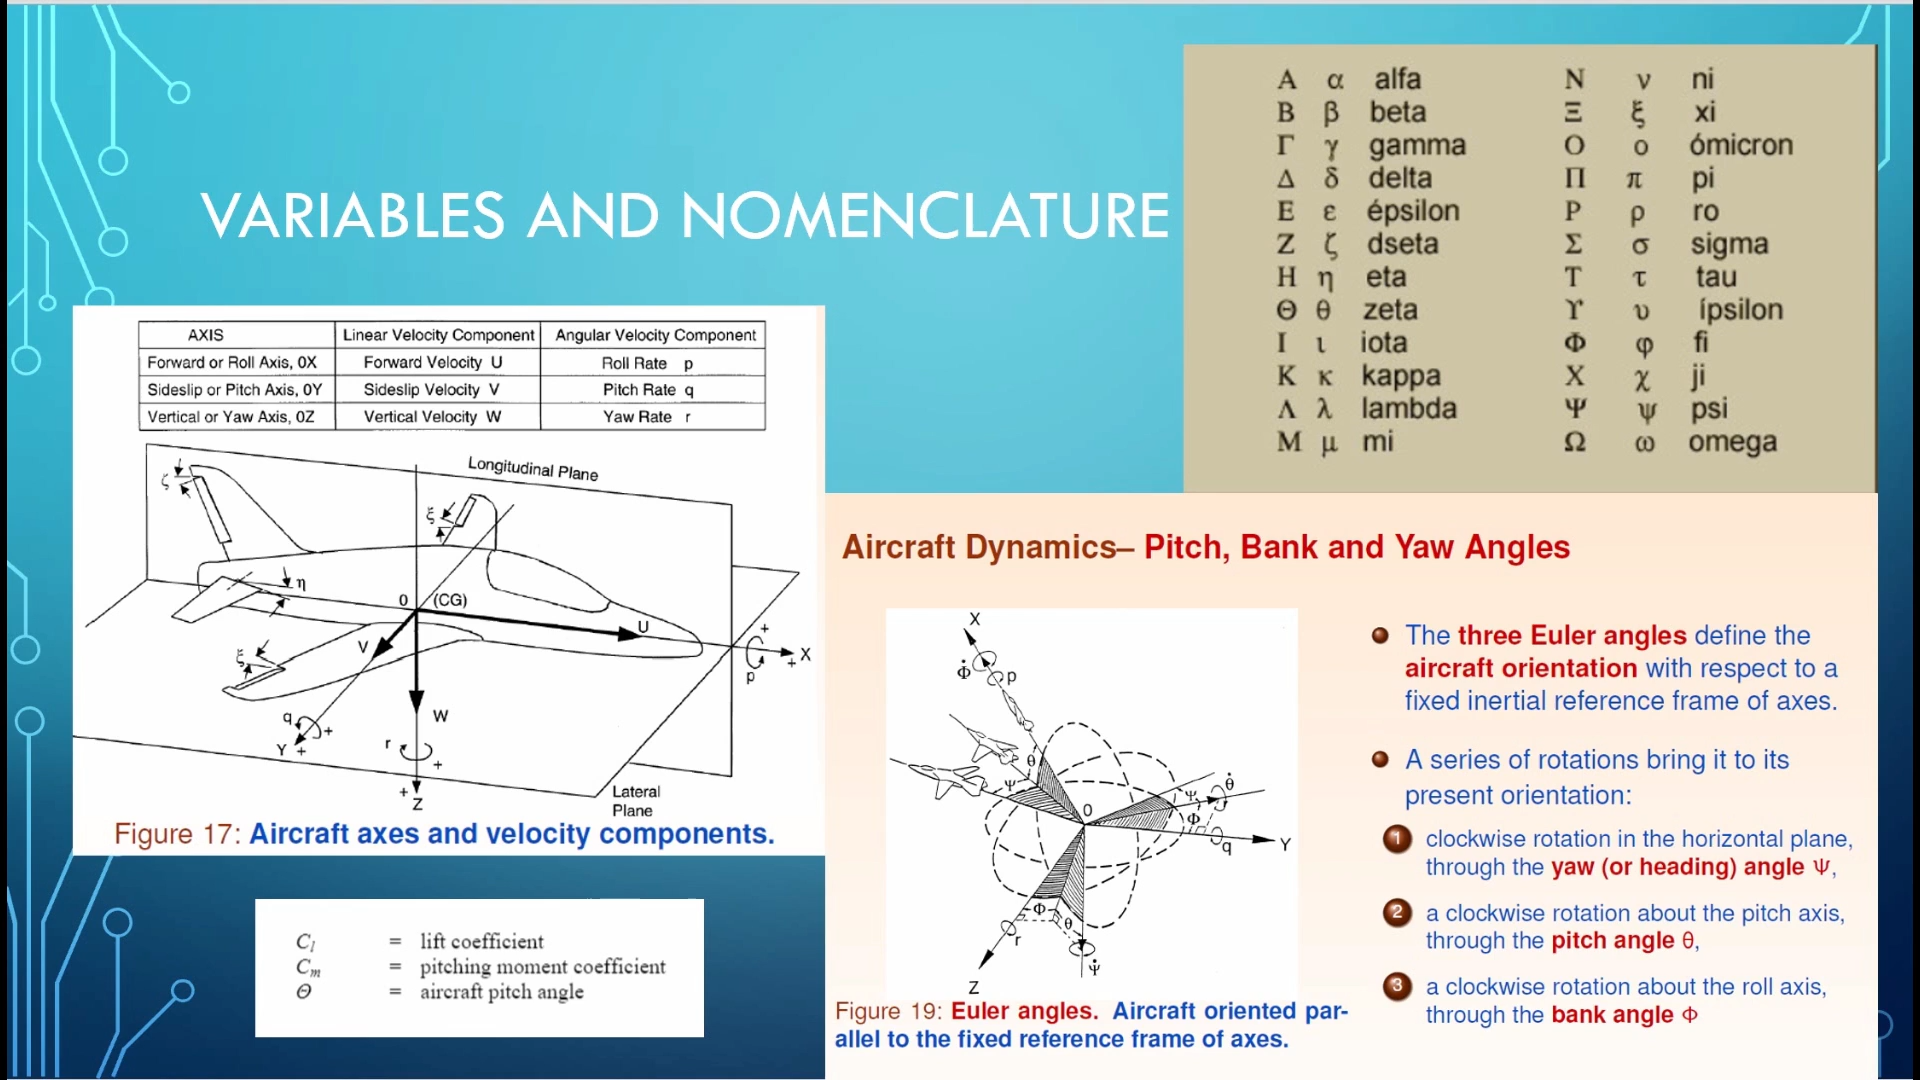 VARIABLES AND NOMENCLATURE
Α α alfa Ν ν ni
Β β beta Ξ ξ xi
Γ γ gamma Ο ο ómicron
Δ δ delta Π π pi
Ε ε épsilon Ρ ρ ro
Ζ ζ dseta Σ σ sigma
Η η eta Τ τ tau
Θ θ zeta Υ υ ípsilon
Ι ι iota Φ φ fi
Κ κ kappa Χ χ ji
Λ λ lambda Ψ ψ psi
Μ μ mi Ω ω omega
AXIS Linear Velocity Component Angular Velocity Component
Forward or Roll Axis, 0X Forward Velocity U Roll Rate p
Sideslip or Pitch Axis, 0Y Sideslip Velocity V Pitch Rate q
Vertical or Yaw Axis, 0Z Vertical Velocity W Yaw Rate r
Longitudinal Plane
ζ
ξ
η
0 (CG)
U
V
ξ
+
+ X
p
W
q
+
Y +
r
+
+ Z
Lateral
Plane
Figure 17: Aircraft axes and velocity components.
C_l = lift coefficient
C_m = pitching moment coefficient
Θ = aircraft pitch angle
Aircraft Dynamics– Pitch, Bank and Yaw Angles
X
Φ̇ p
θ
Ψ
0
Ψ θ̇
Φ
q Y
Φ
θ
r
Ψ̇
Z
Figure 19: Euler angles. Aircraft oriented par-
allel to the fixed reference frame of axes.
The three Euler angles define the
aircraft orientation with respect to a
fixed inertial reference frame of axes.
A series of rotations bring it to its
present orientation:
1 clockwise rotation in the horizontal plane,
through the yaw (or heading) angle Ψ,
2 a clockwise rotation about the pitch axis,
through the pitch angle θ,
3 a clockwise rotation about the roll axis,
through the bank angle Φ